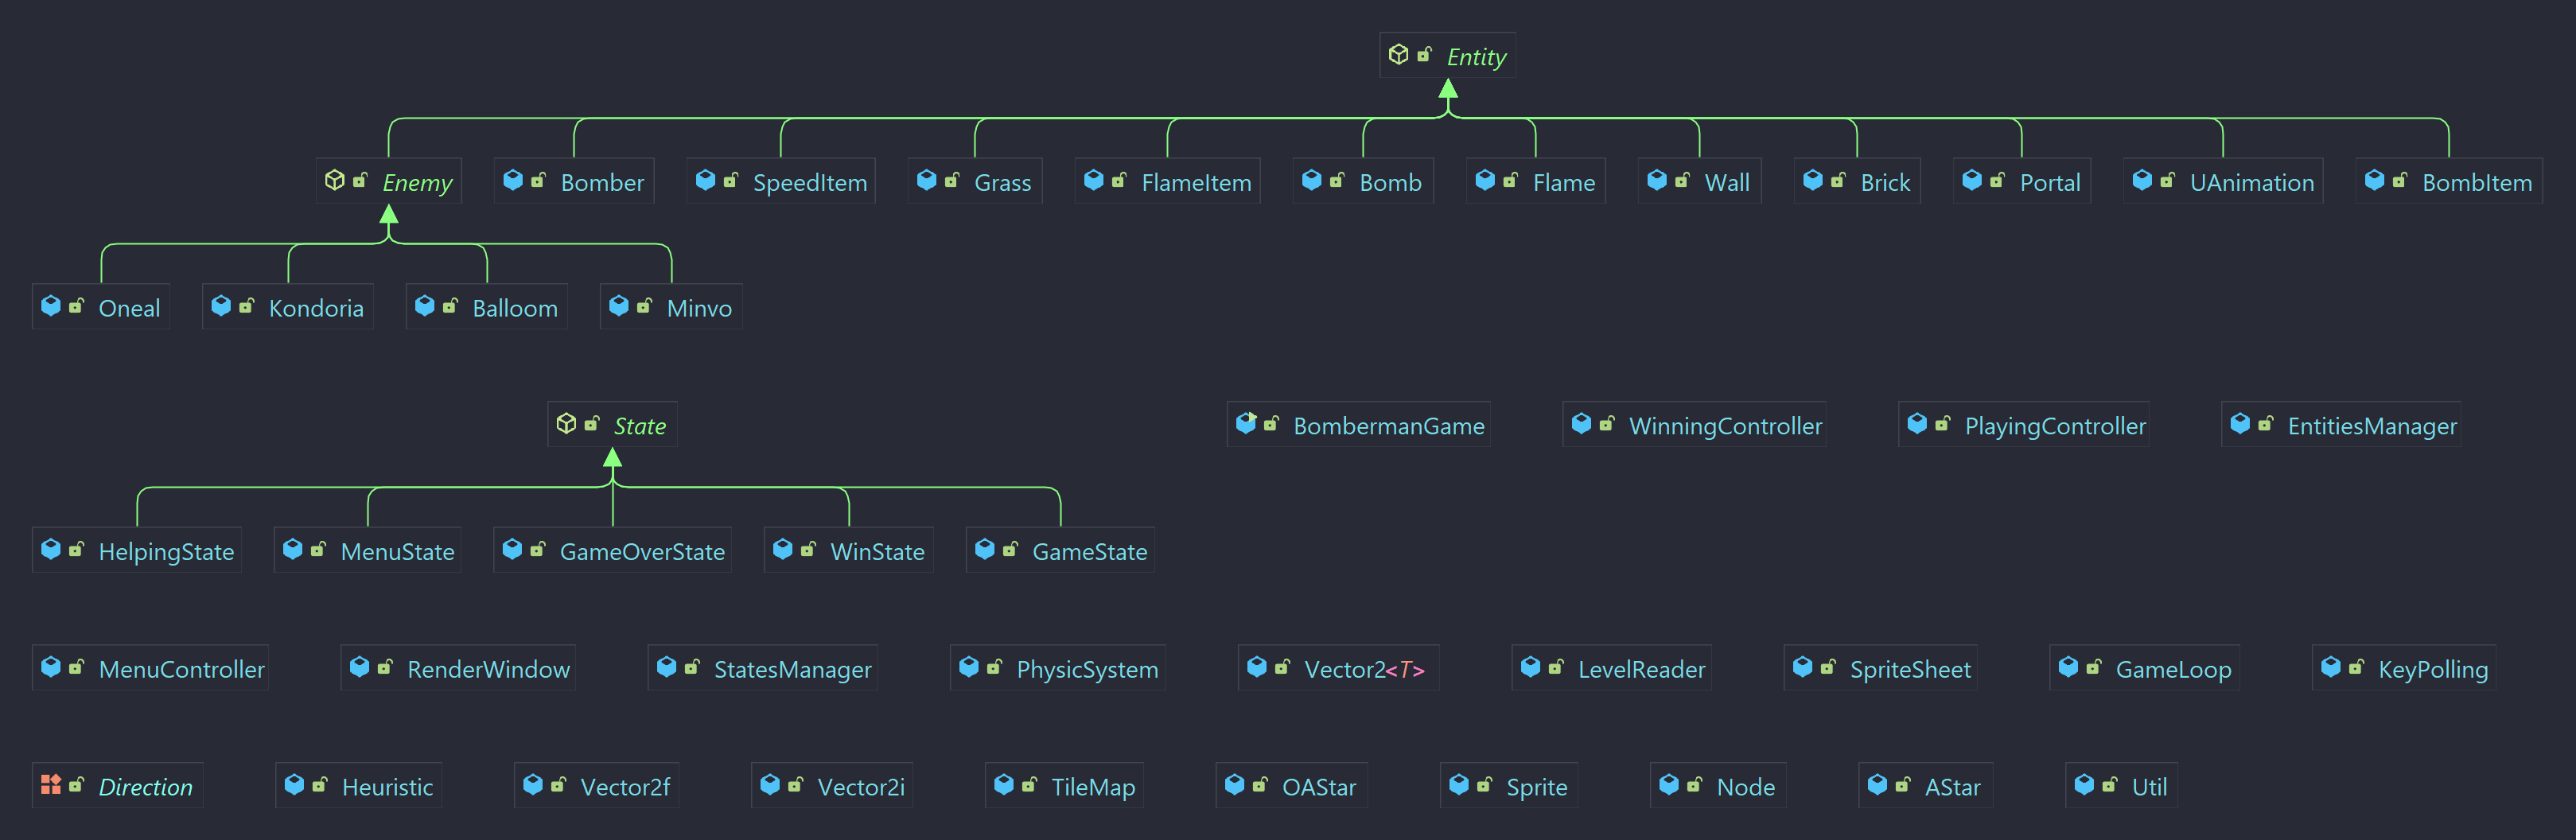 Entity
Enemy Bomber SpeedItem Grass FlameItem Bomb Flame Wall Brick Portal UAnimation BombItem
Oneal Kondoria Balloom Minvo
State BombermanGame WinningController PlayingController EntitiesManager
HelpingState MenuState GameOverState WinState GameState
MenuController RenderWindow StatesManager PhysicSystem Vector2<T> LevelReader SpriteSheet GameLoop KeyPolling
Direction Heuristic Vector2f Vector2i TileMap OAStar Sprite Node AStar Util